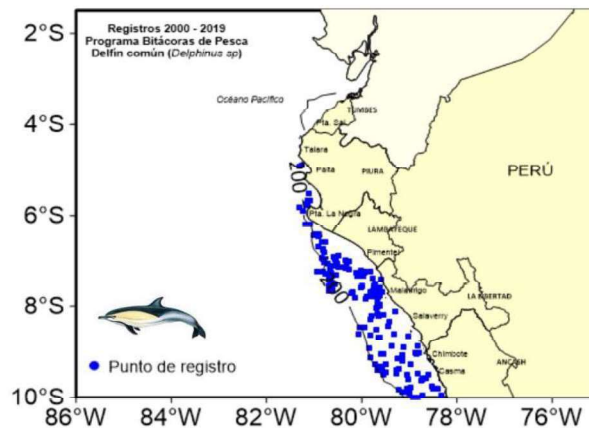 Registros 2000 - 2019
Programa Bitácoras de Pesca
Delfín común (Delphinus sp)
Océano Pacífico
TUMBES
Pta. Sal
Talara
Paita
PIURA
PERÚ
200
Pta. La Negra
LAMBAYEQUE
Pimentel
200
Malabrigo
LA LIBERTAD
Salaverry
Chimbote
ANCASH
Casma
Punto de registro
2°S
4°S
6°S
8°S
10°S
86°W 84°W 82°W 80°W 78°W 76°W